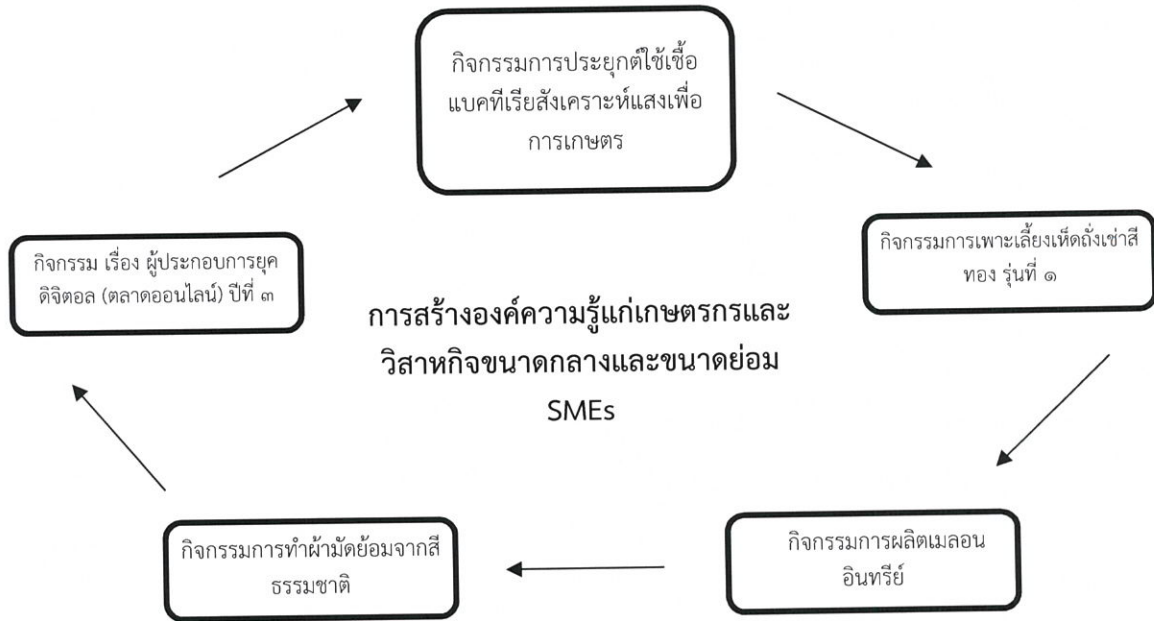 กิจกรรมการประยุกต์ใช้เชื้อ
แบคทีเรียสังเคราะห์แสงเพื่อ
การเกษตร
กิจกรรมการเพาะเลี้ยงเห็ดถั่งเช่าสี
ทอง รุ่นที่ ๑
กิจกรรมการผลิตเมลอน
อินทรีย์
กิจกรรมการทำผ้ามัดย้อมจากสี
ธรรมชาติ
กิจกรรม เรื่อง ผู้ประกอบการยุค
ดิจิตอล (ตลาดออนไลน์) ปีที่ ๓
การสร้างองค์ความรู้แก่เกษตรกรและ
วิสาหกิจขนาดกลางและขนาดย่อม
SMEs